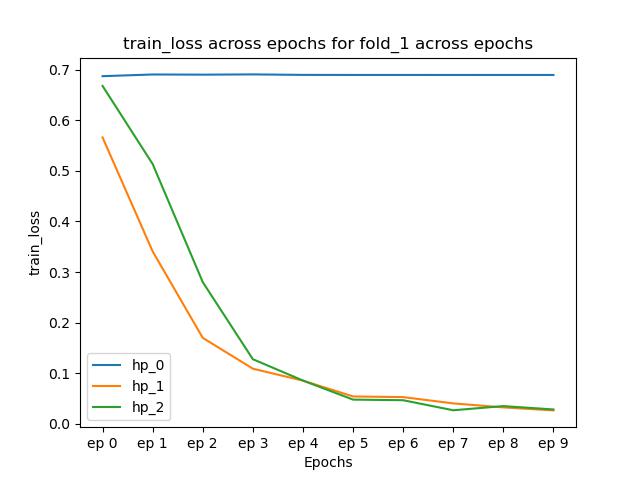 train_loss across epochs for fold_1 across epochs
train_loss
0.7
0.6
0.5
0.4
0.3
0.2
0.1
0.0
hp_0
hp_1
hp_2
ep 0 ep 1 ep 2 ep 3 ep 4 ep 5 ep 6 ep 7 ep 8 ep 9
Epochs